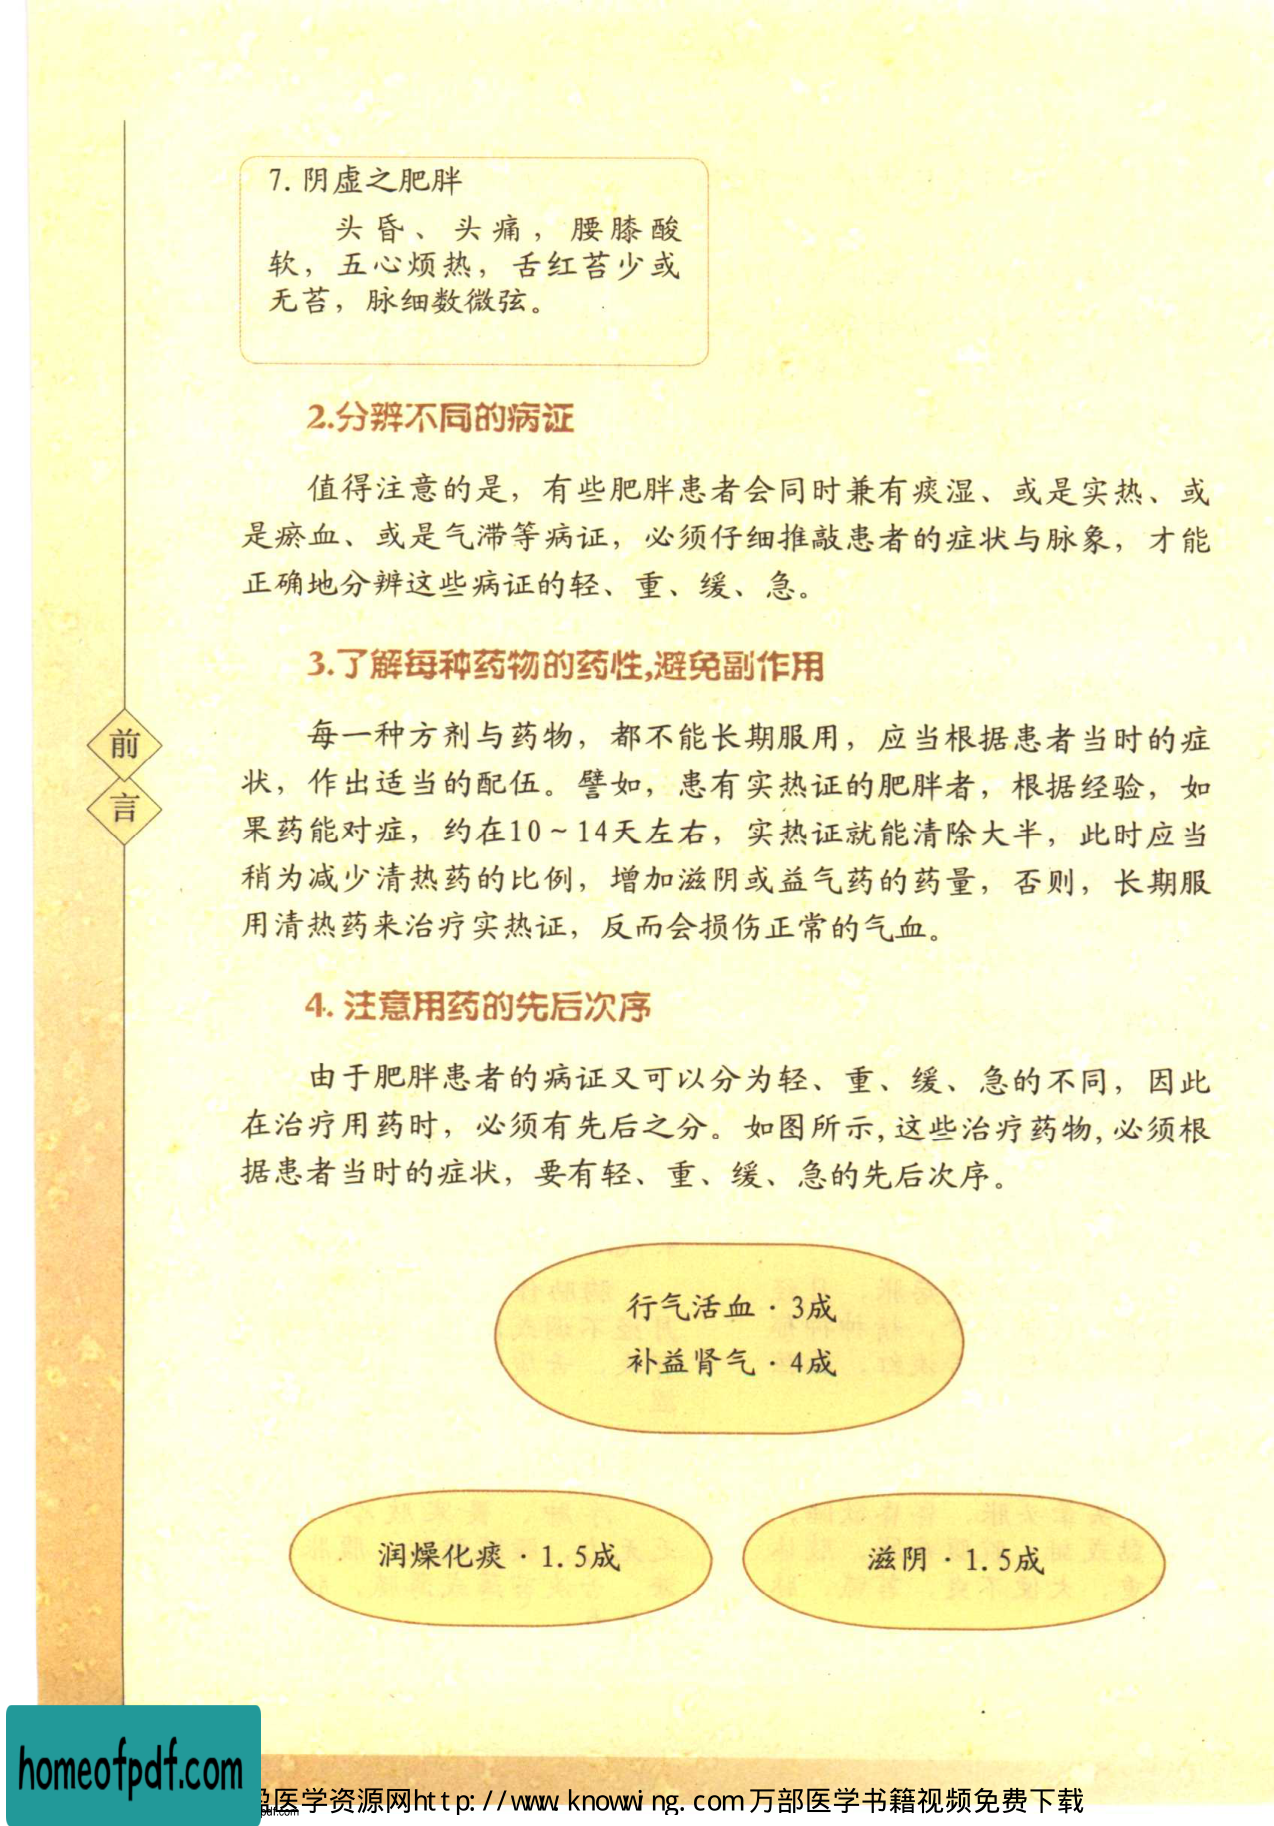 7. 阴虚之肥胖
头昏、头痛，腰膝酸
软，五心烦热，舌红苔少或
无苔，脉细数微弦。
2.分辨不同的病证
值得注意的是，有些肥胖患者会同时兼有痰湿、或是实热、或
是瘀血、或是气滞等病证，必须仔细推敲患者的症状与脉象，才能
正确地分辨这些病证的轻、重、缓、急。
3.了解每种药物的药性,避免副作用
每一种方剂与药物，都不能长期服用，应当根据患者当时的症
状，作出适当的配伍。譬如，患有实热证的肥胖者，根据经验，如
果药能对症，约在10～14天左右，实热证就能清除大半，此时应当
稍为减少清热药的比例，增加滋阴或益气药的药量，否则，长期服
用清热药来治疗实热证，反而会损伤正常的气血。
前
言
4. 注意用药的先后次序
由于肥胖患者的病证又可以分为轻、重、缓、急的不同，因此
在治疗用药时，必须有先后之分。如图所示,这些治疗药物,必须根
据患者当时的症状，要有轻、重、缓、急的先后次序。
行气活血·3成
补益肾气·4成
润燥化痰·1.5成
滋阴·1.5成
homeofpdf.com
医学资源网http://www.knowwing.com万部医学书籍视频免费下载